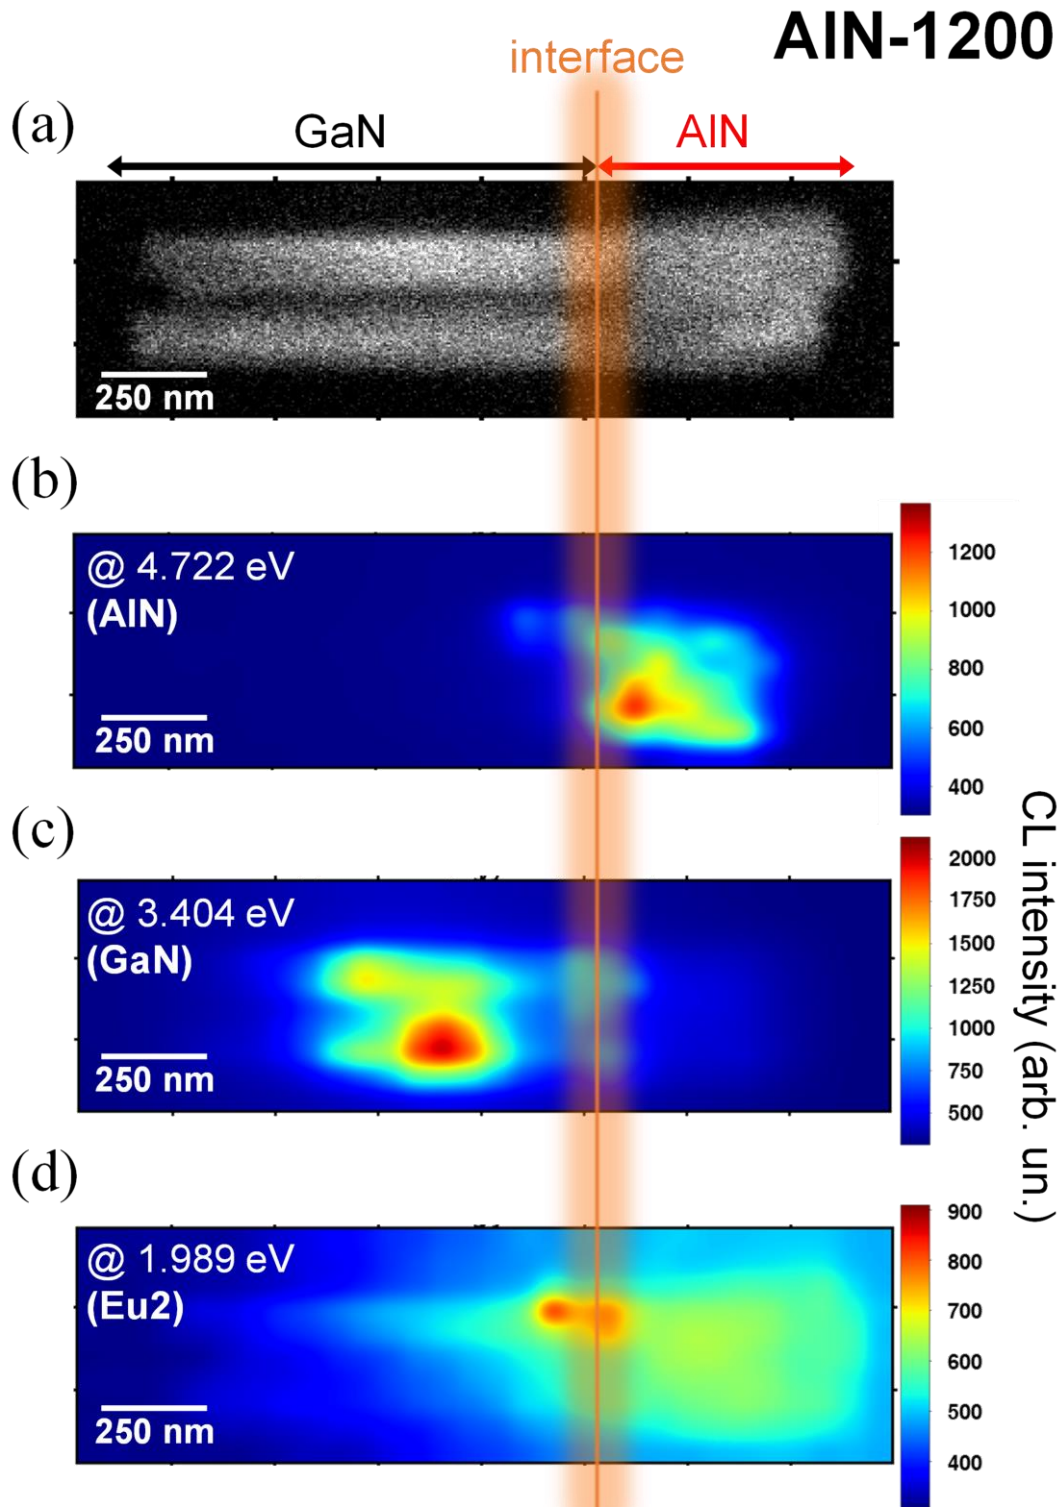 AlN-1200
interface
(a)
GaN
AlN
250 nm
(b)
@ 4.722 eV
(AlN)
250 nm
1200
1000
800
600
400
(c)
@ 3.404 eV
(GaN)
250 nm
2000
1750
1500
1250
1000
750
500
CL intensity (arb. un.)
(d)
@ 1.989 eV
(Eu2)
250 nm
900
800
700
600
500
400